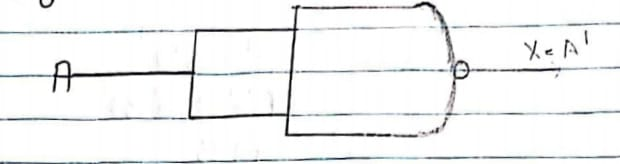 A
X = A'